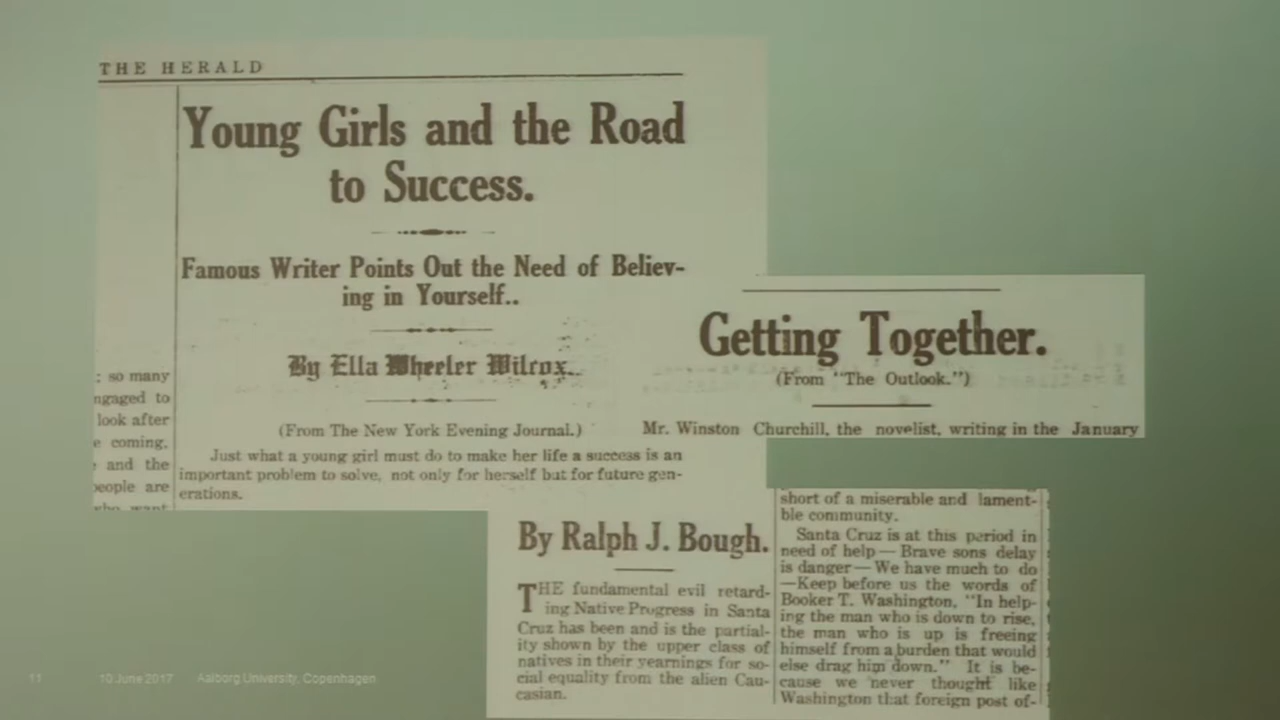 THE HERALD
Young Girls and the Road
to Success.
Famous Writer Points Out the Need of Believ-
ing in Yourself..
By Ella Wheeler Wilcox.
(From The New York Evening Journal.)
Just what a young girl must do to make her life a success is an
important problem to solve, not only for herself but for future gen-
erations.
: so many
ngaged to
look after
e coming,
and the
people are
who want
Getting Together.
(From "The Outlook.")
Mr. Winston Churchill, the novelist, writing in the January
By Ralph J. Bough.
THE fundamental evil retard-
ing Native Progress in Santa
Cruz has been and is the partial-
ity shown by the upper class of
natives in their yearnings for so-
cial equality from the alien Cau-
casian.
short of a miserable and lament-
ble community.
Santa Cruz is at this period in
need of help — Brave sons delay
is danger — We have much to do
—Keep before us the words of
Booker T. Washington, "In help-
ing the man who is down to rise,
the man who is up is freeing
himself from a burden that would
else drag him down." It is be-
cause we never thought like
Washington that foreign post of-
11 10 June 2017 Aalborg University, Copenhagen